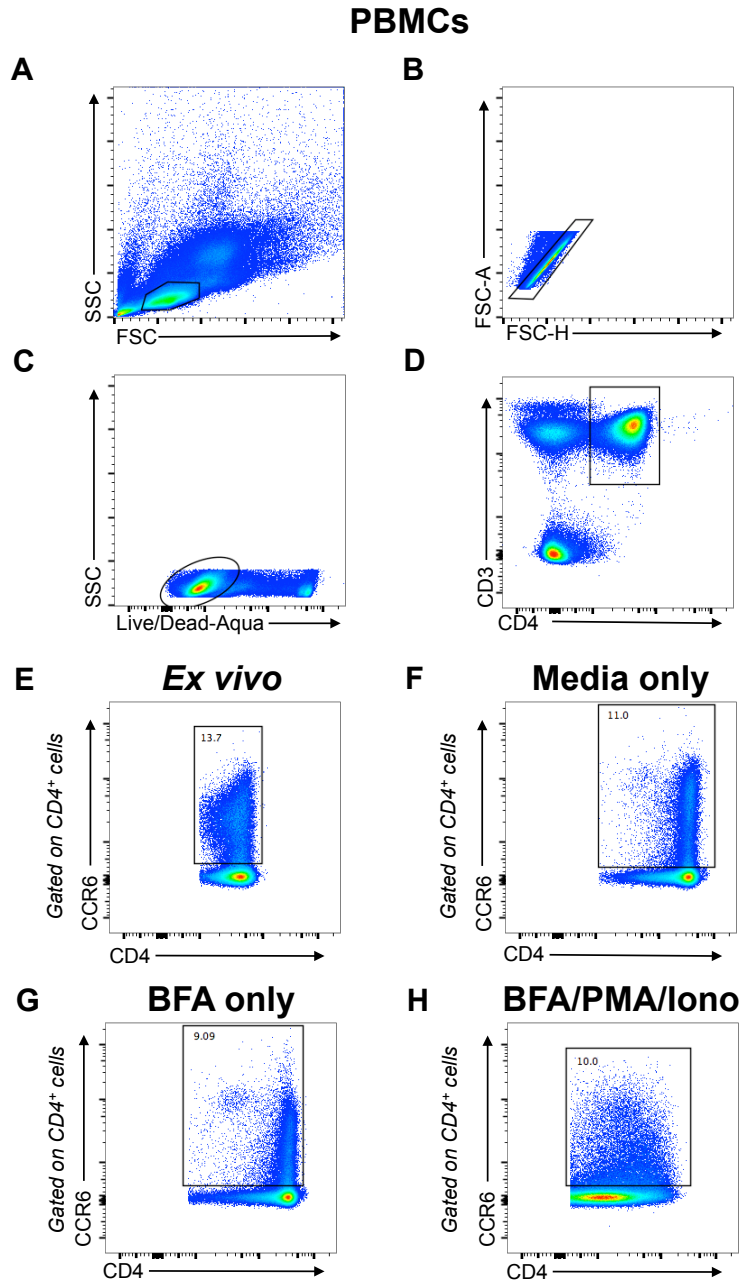 PBMCs
A
SSC
FSC
B
FSC-A
FSC-H
C
SSC
Live/Dead-Aqua
D
CD3
CD4
E
Ex vivo
Gated on CD4⁺ cells
CCR6
13.7
CD4
F
Media only
Gated on CD4⁺ cells
CCR6
11.0
CD4
G
BFA only
Gated on CD4⁺ cells
CCR6
9.09
CD4
H
BFA/PMA/Iono
Gated on CD4⁺ cells
CCR6
10.0
CD4